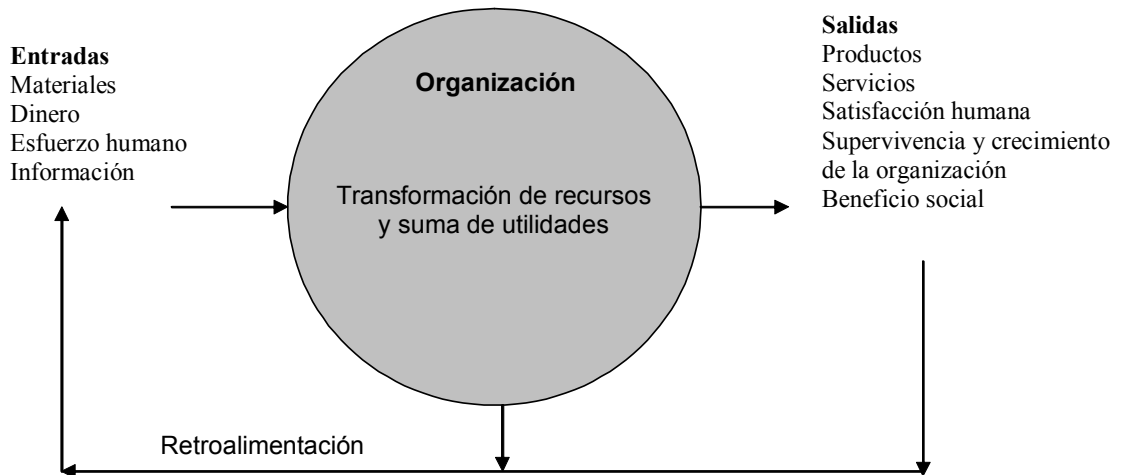 Entradas
Materiales
Dinero
Esfuerzo humano
Información
Organización
Transformación de recursos
y suma de utilidades
Salidas
Productos
Servicios
Satisfacción humana
Supervivencia y crecimiento
de la organización
Beneficio social
Retroalimentación